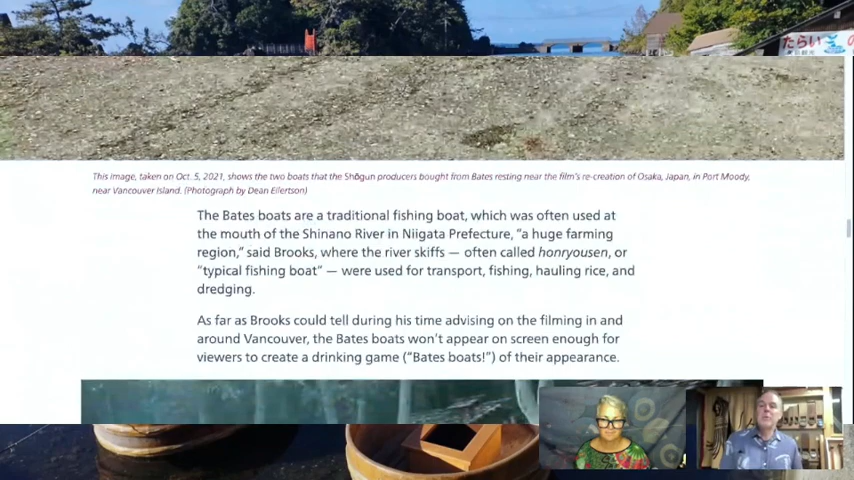 たらい
This image, taken on Oct. 5, 2021, shows the two boats that the Shōgun producers bought from Bates resting near the film's re-creation of Osaka, Japan, in Port Moody,
near Vancouver Island. (Photograph by Dean Eilertson)
The Bates boats are a traditional fishing boat, which was often used at
the mouth of the Shinano River in Niigata Prefecture, "a huge farming
region," said Brooks, where the river skiffs — often called honryousen, or
"typical fishing boat" — were used for transport, fishing, hauling rice, and
dredging.
As far as Brooks could tell during his time advising on the filming in and
around Vancouver, the Bates boats won't appear on screen enough for
viewers to create a drinking game ("Bates boats!") of their appearance.